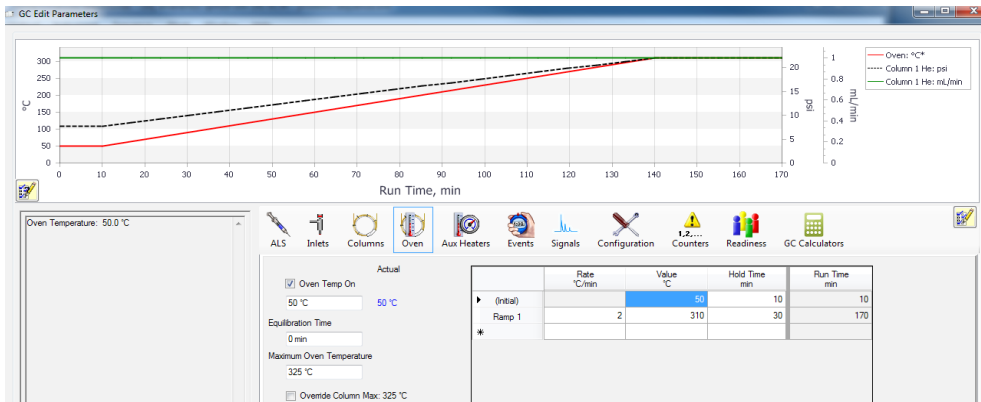 GC Edit Parameters
300
250
200
150
100
50
0
°C
20
15
10
5
0
psi
1
0.8
0.6
0.4
0.2
0
mL/min
Oven: °C*
Column 1 He: psi
Column 1 He: mL/min
0 10 20 30 40 50 60 70 80 90 100 110 120 130 140 150 160 170
Run Time, min
Oven Temperature: 50.0 °C
1,2,...
ALS Inlets Columns Oven Aux Heaters Events Signals Configuration Counters Readiness GC Calculators
Actual
Oven Temp On
50 °C 50 °C
Equilibration Time
0 min
Maximum Oven Temperature
325 °C
Override Column Max: 325 °C
Rate Value Hold Time Run Time
°C/min °C min min
(Initial) 50 10 10
Ramp 1 2 310 30 170
*